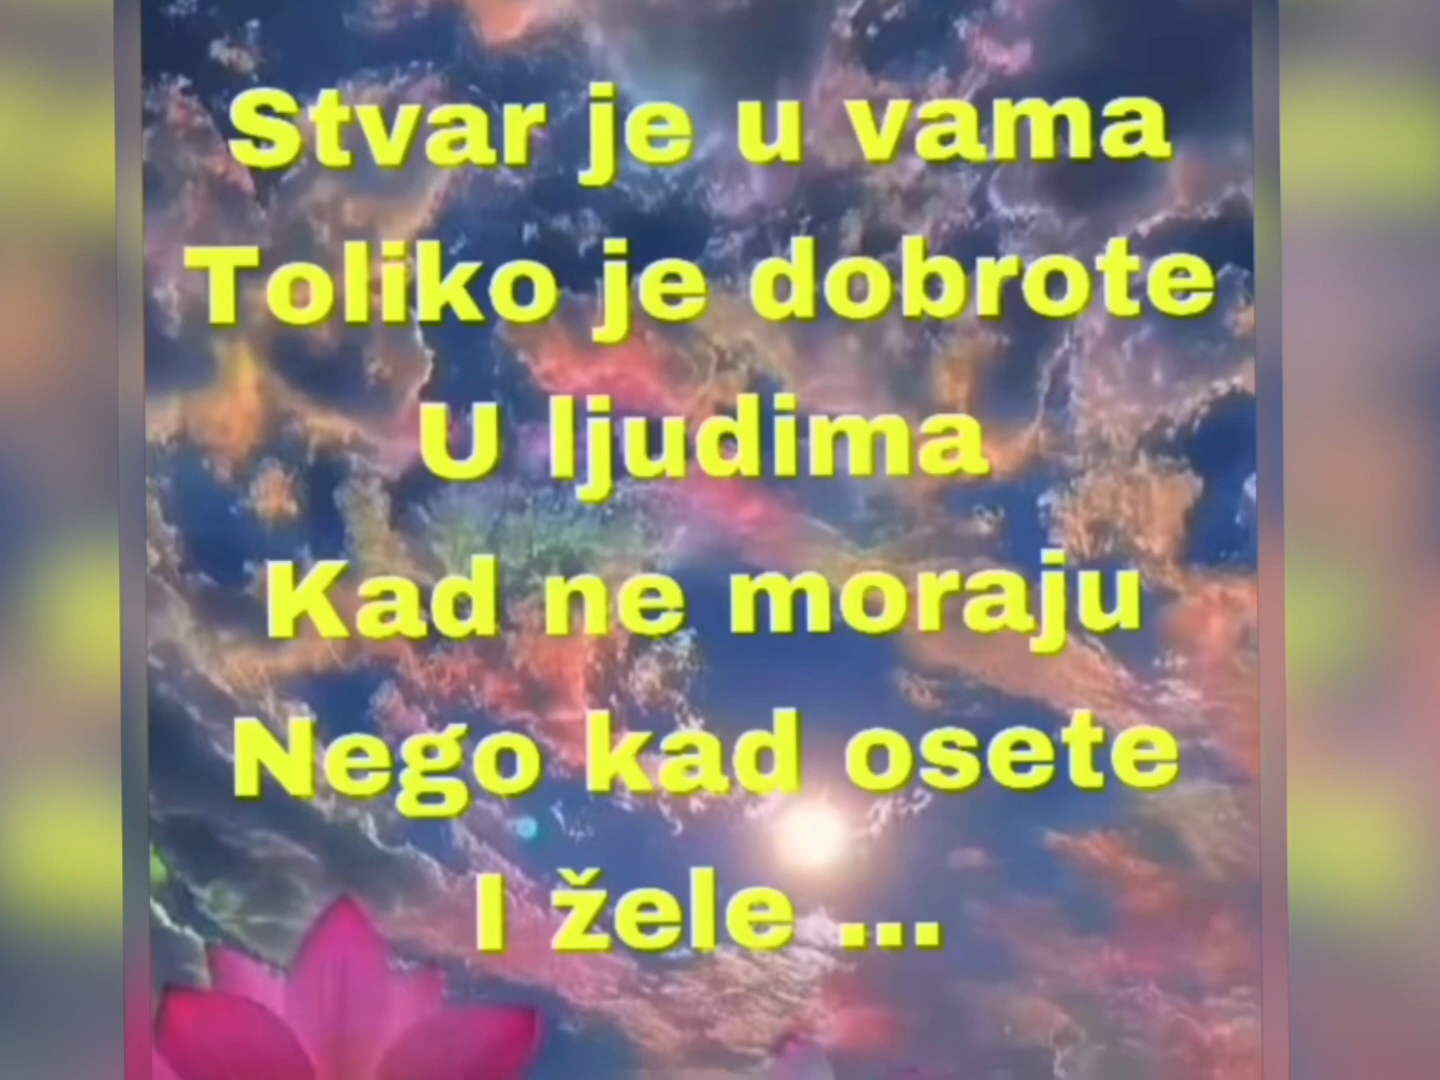 Stvar je u vama
Toliko je dobrote
U ljudima
Kad ne moraju
Nego kad osete
I žele ...